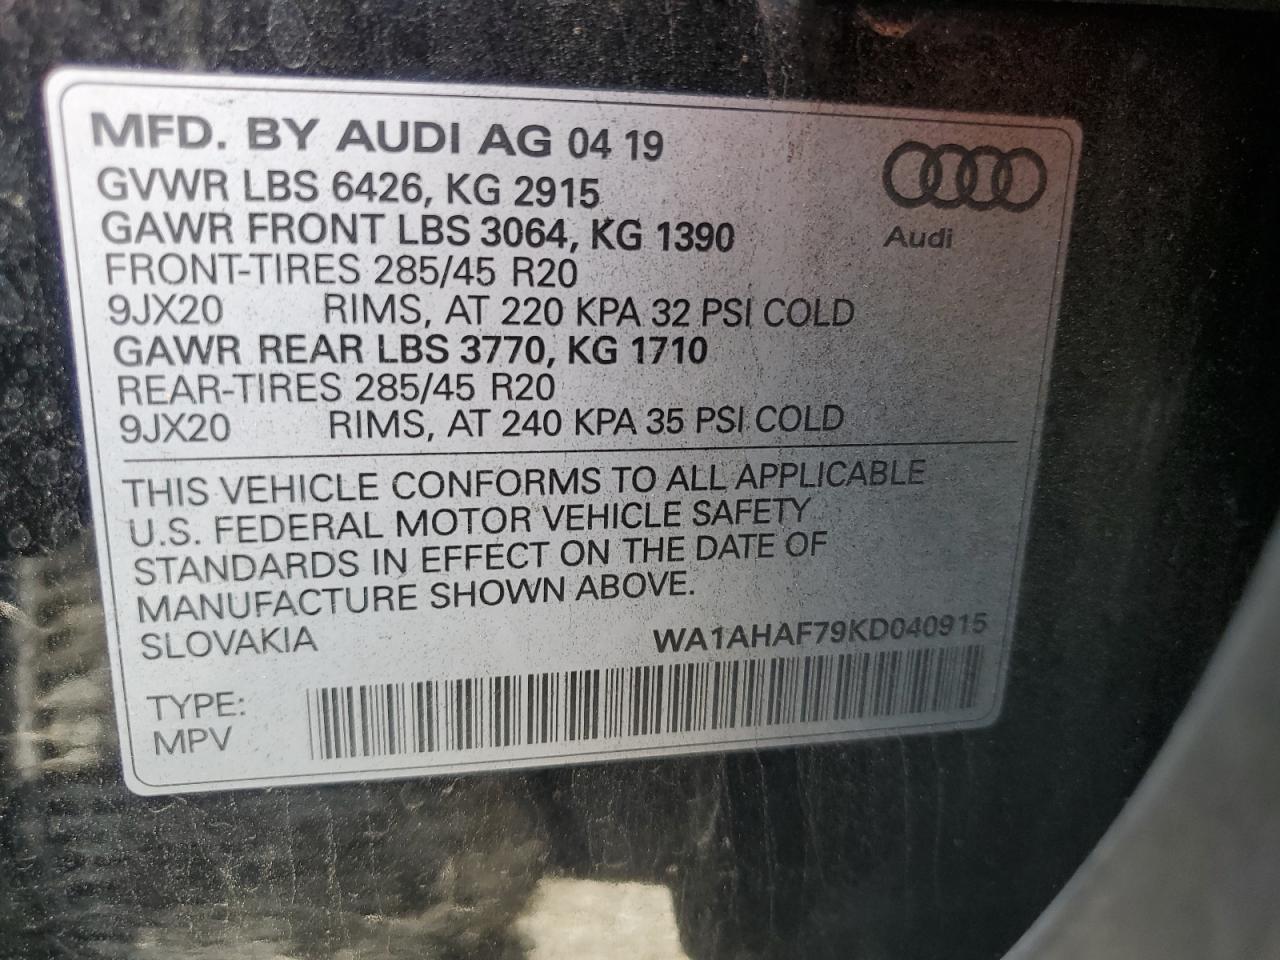 MFD. BY AUDI AG 04 19
GVWR LBS 6426, KG 2915
GAWR FRONT LBS 3064, KG 1390
FRONT-TIRES 285/45 R20
9JX20 RIMS, AT 220 KPA 32 PSI COLD
GAWR REAR LBS 3770, KG 1710
REAR-TIRES 285/45 R20
9JX20 RIMS, AT 240 KPA 35 PSI COLD
Audi
THIS VEHICLE CONFORMS TO ALL APPLICABLE
U.S. FEDERAL MOTOR VEHICLE SAFETY
STANDARDS IN EFFECT ON THE DATE OF
MANUFACTURE SHOWN ABOVE.
SLOVAKIA
WA1AHAF79KD040915
TYPE:
MPV